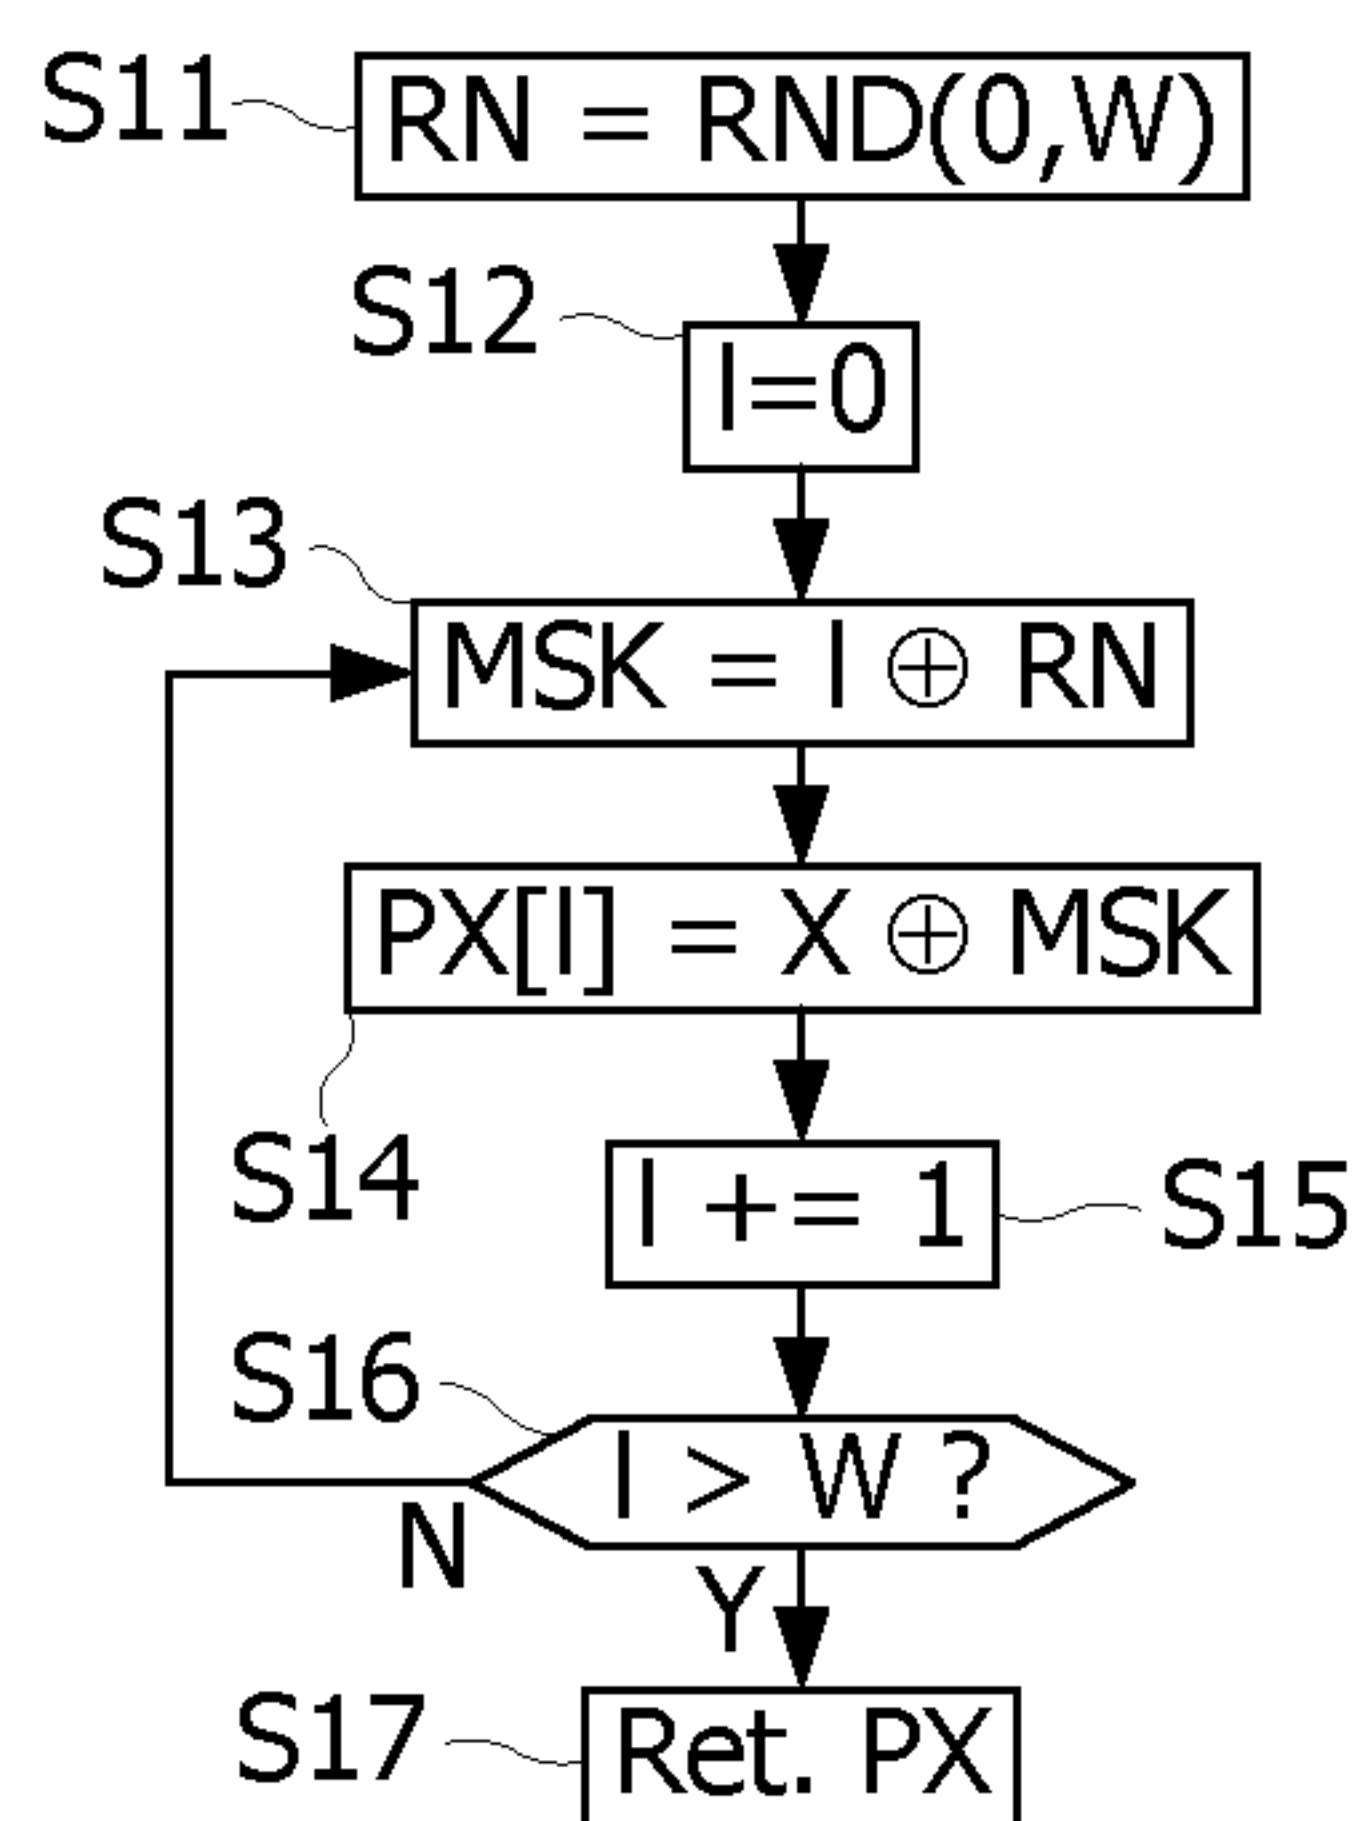 S11
RN = RND(0,W)
S12
I=0
S13
MSK = I ⊕ RN
PX[I] = X ⊕ MSK
S14
I += 1
S15
S16
I > W ?
N
Y
S17
Ret. PX